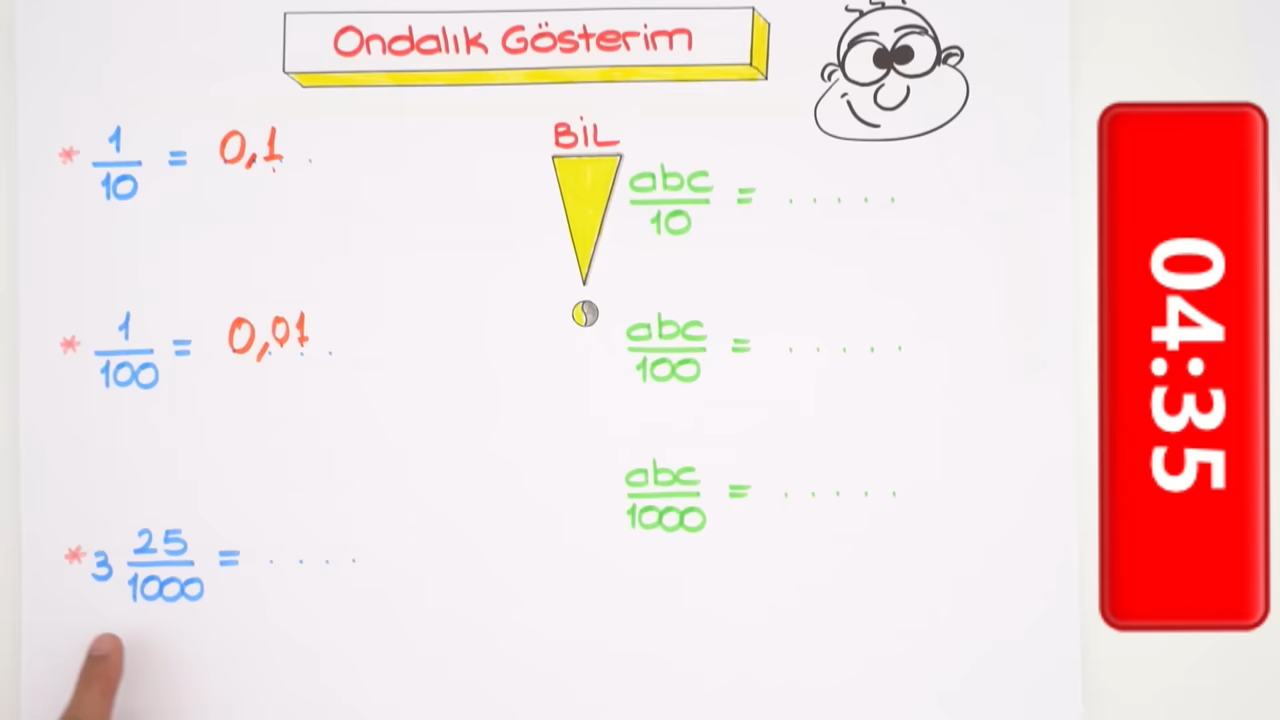 Ondalık Gösterim
* 1/10 = 0,1 .
* 1/100 = 0,01 .
* 3 25/1000 = . . . .
BİL
abc/10 = . . . . .
abc/100 = . . . . .
abc/1000 = . . . . .
04:35